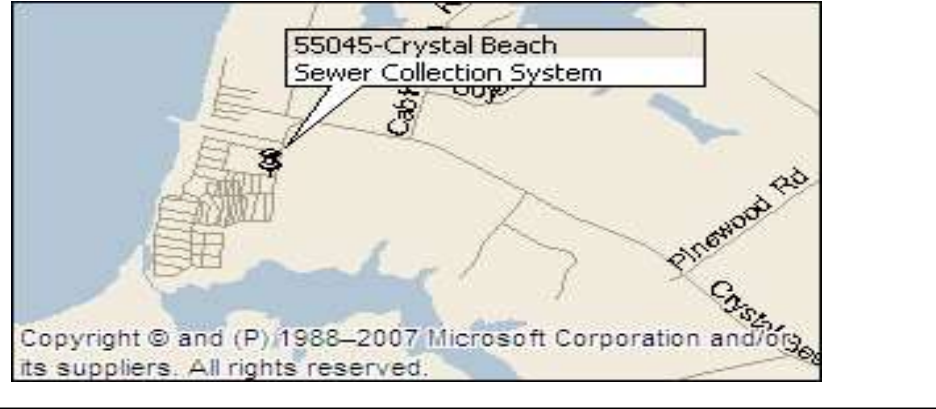 55045-Crystal Beach
Sewer Collection System
Pinewood Rd
Copyright © and (P) 1988–2007 Microsoft Corporation and/or
its suppliers. All rights reserved.
Crystal